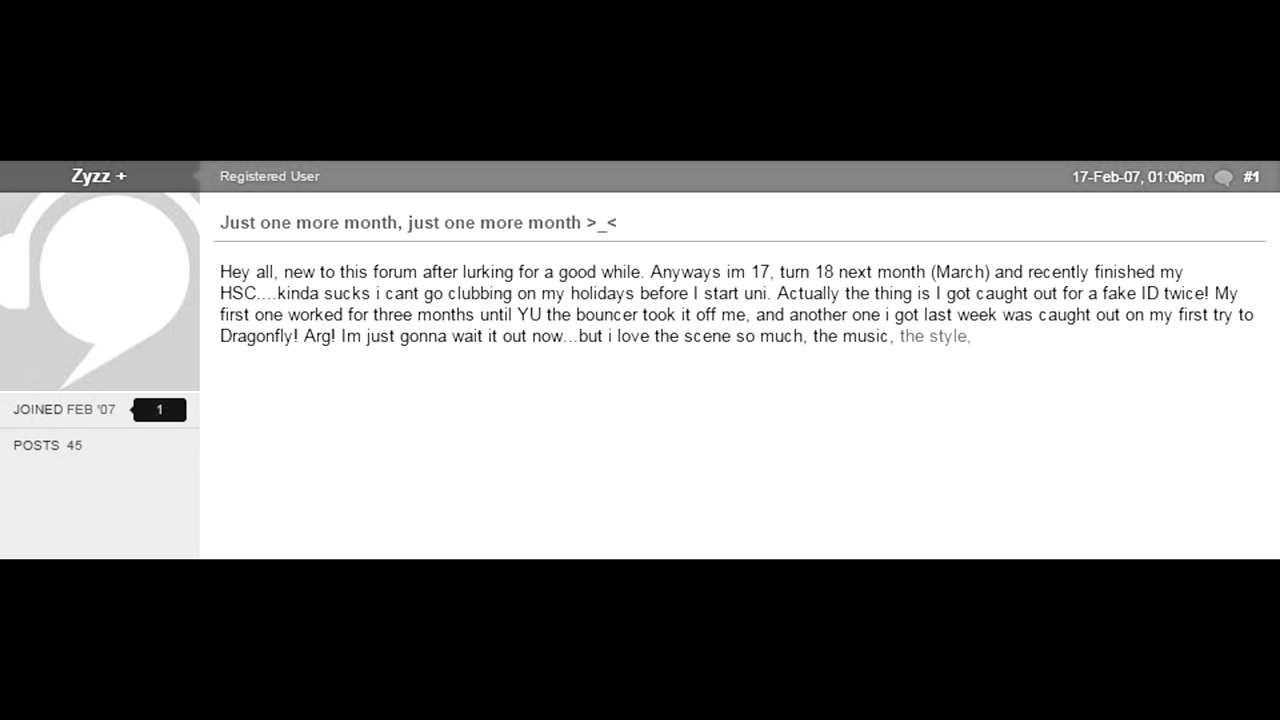 Zyzz +
Registered User
17-Feb-07, 01:06pm
#1
Just one more month, just one more month >_<
Hey all, new to this forum after lurking for a good while. Anyways im 17, turn 18 next month (March) and recently finished my
HSC....kinda sucks i cant go clubbing on my holidays before I start uni. Actually the thing is I got caught out for a fake ID twice! My
first one worked for three months until YU the bouncer took it off me, and another one i got last week was caught out on my first try to
Dragonfly! Arg! Im just gonna wait it out now...but i love the scene so much, the music, the style,
JOINED FEB '07
1
POSTS 45